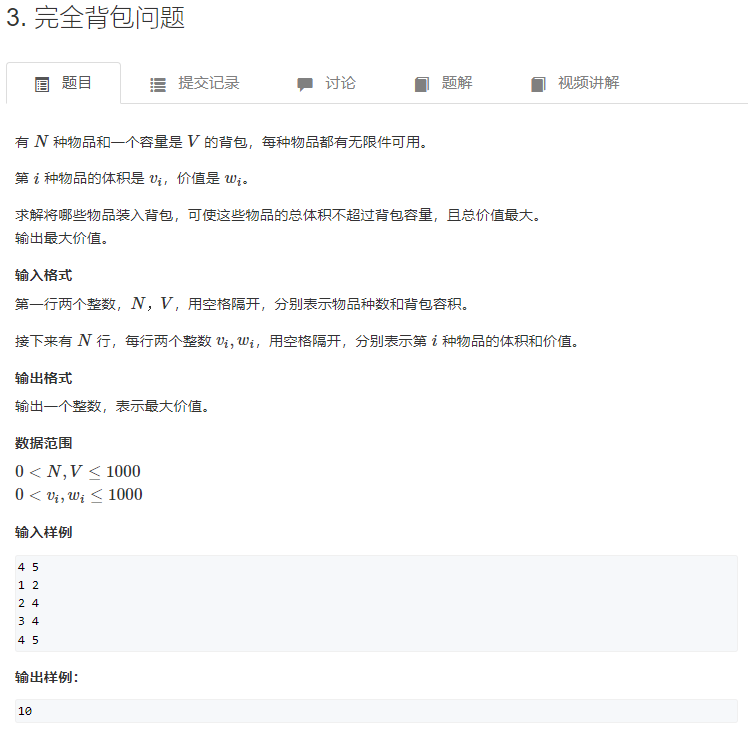 3. 完全背包问题
题目 提交记录 讨论 题解 视频讲解
有 N 种物品和一个容量是 V 的背包，每种物品都有无限件可用。
第 i 种物品的体积是 vᵢ，价值是 wᵢ。
求解将哪些物品装入背包，可使这些物品的总体积不超过背包容量，且总价值最大。
输出最大价值。
输入格式
第一行两个整数，N，V，用空格隔开，分别表示物品种数和背包容积。
接下来有 N 行，每行两个整数 vᵢ, wᵢ，用空格隔开，分别表示第 i 种物品的体积和价值。
输出格式
输出一个整数，表示最大价值。
数据范围
0 < N, V ≤ 1000
0 < vᵢ, wᵢ ≤ 1000
输入样例
4 5
1 2
2 4
3 4
4 5
输出样例：
10